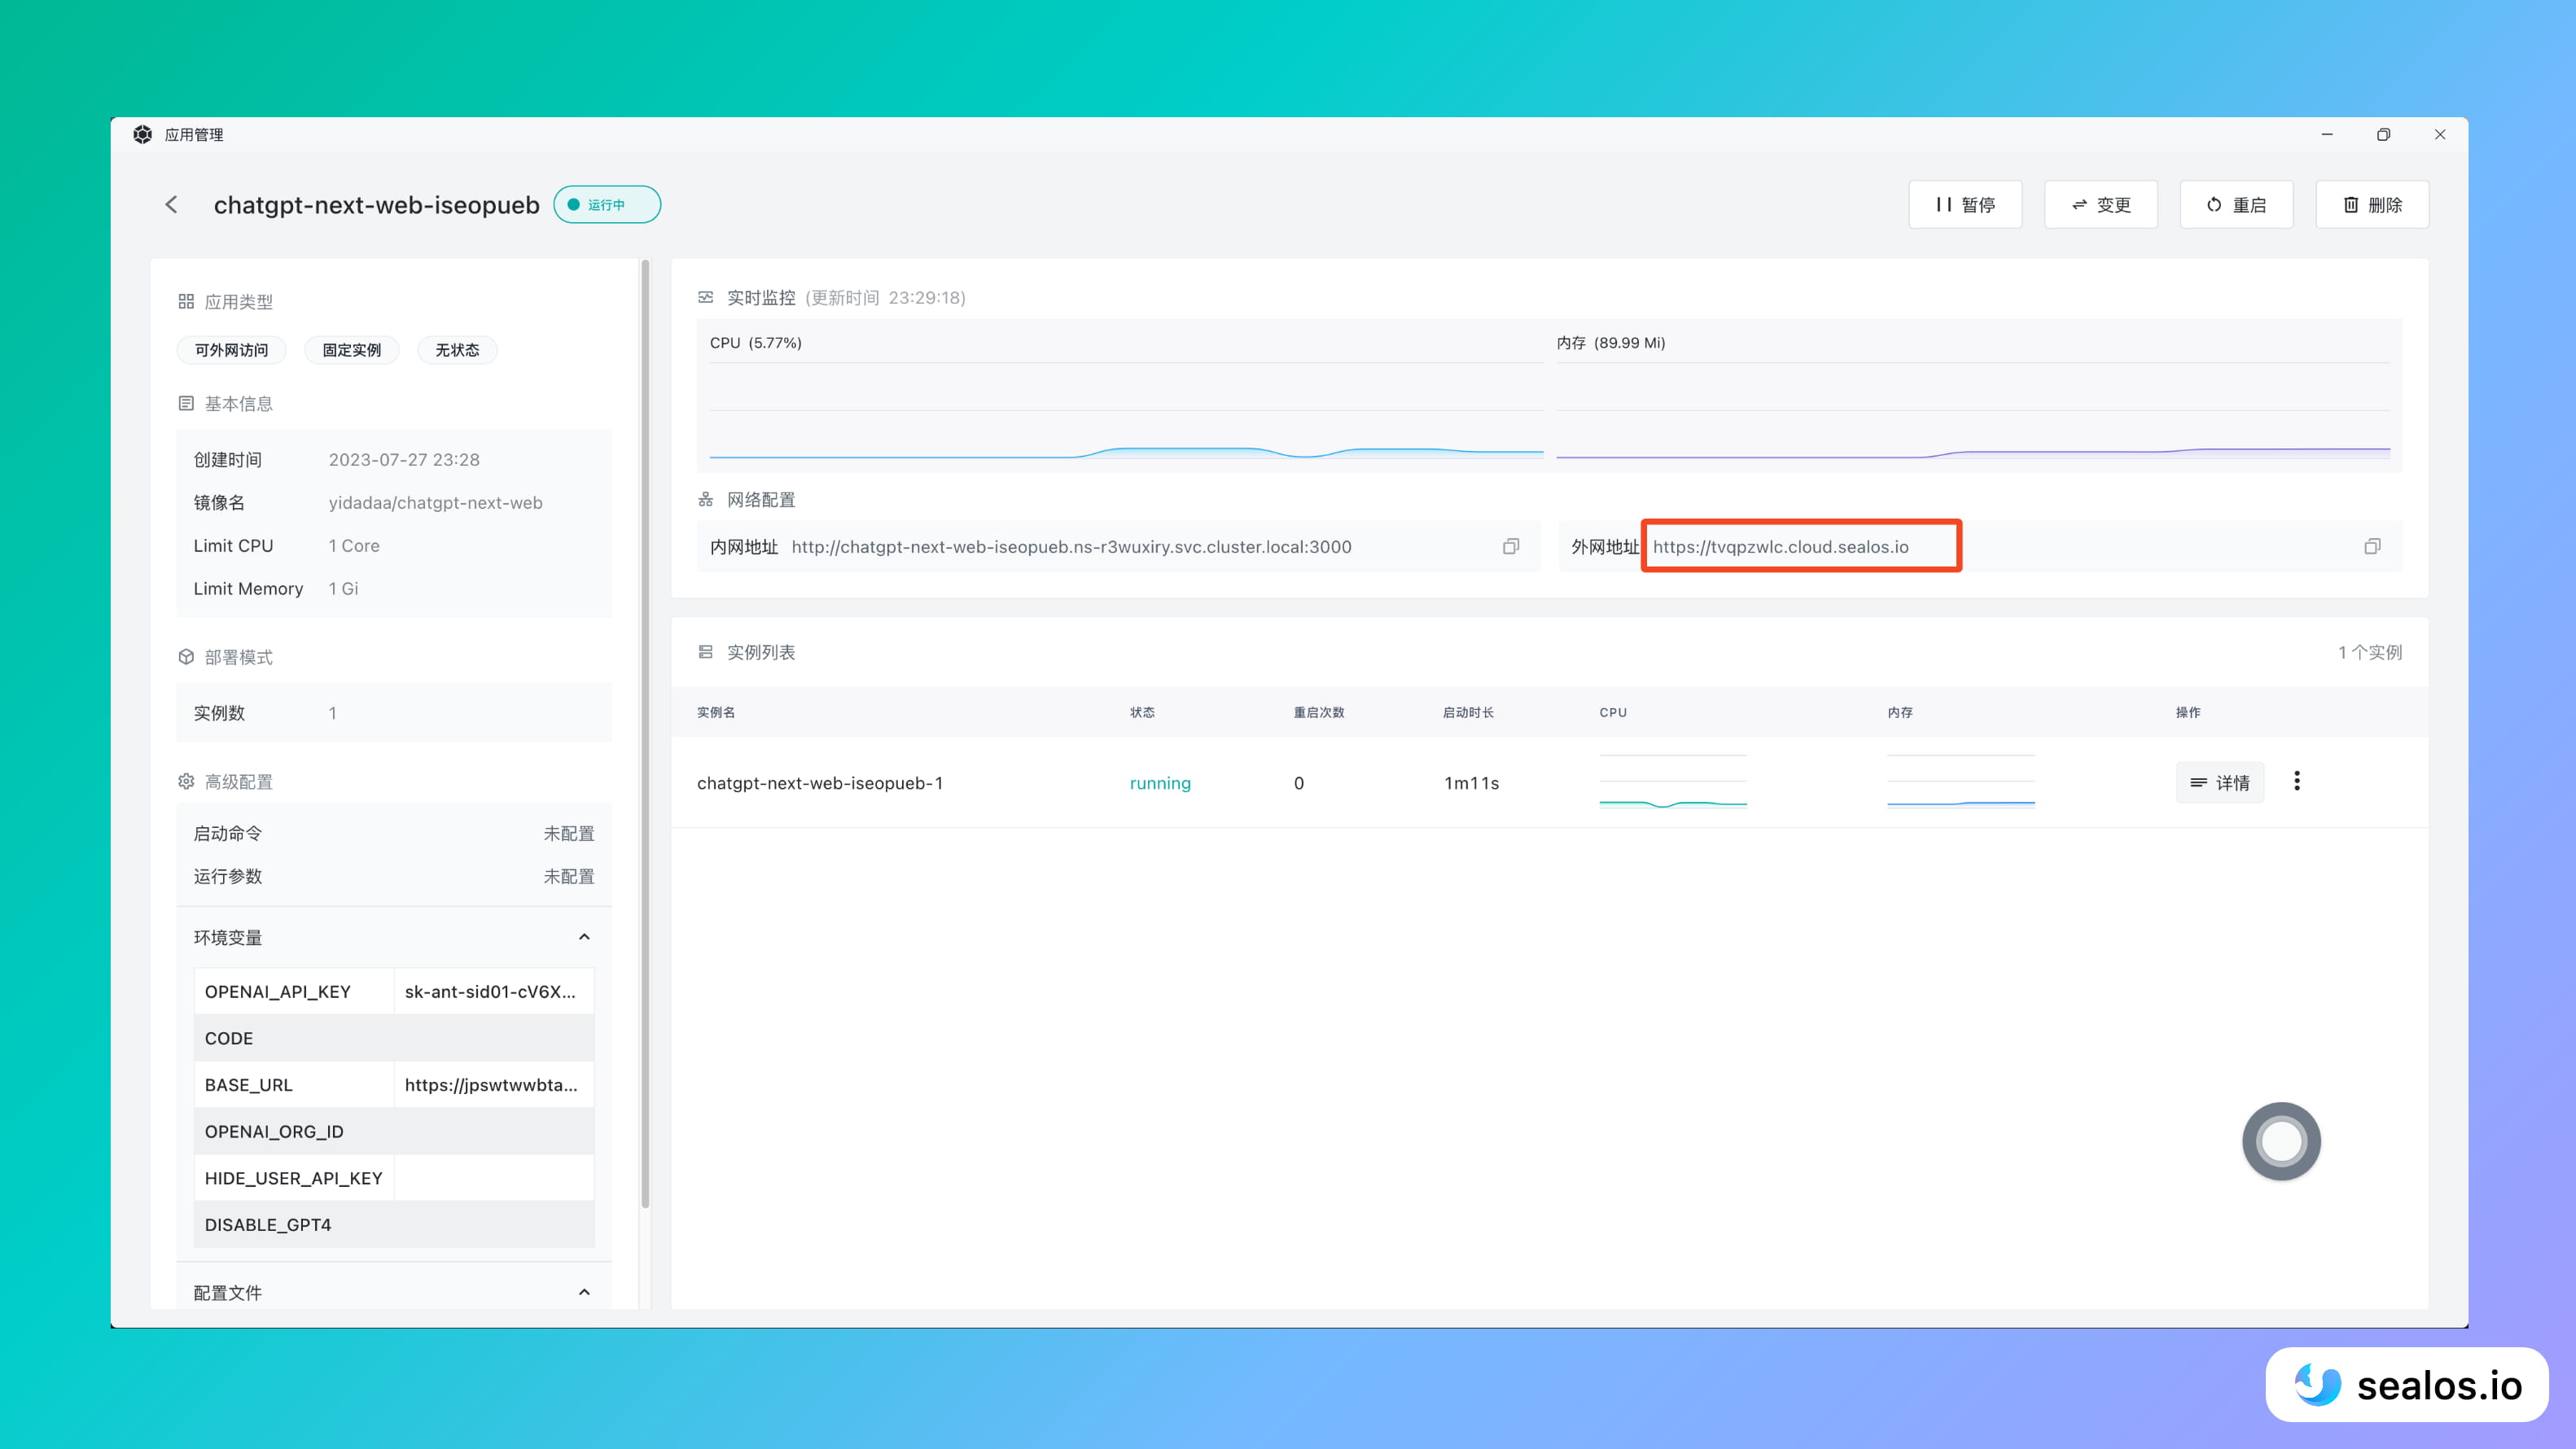 应用管理
chatgpt-next-web-iseopueb
运行中
暂停
变更
重启
删除
应用类型
可外网访问
固定实例
无状态
基本信息
创建时间 2023-07-27 23:28
镜像名 yidadaa/chatgpt-next-web
Limit CPU 1 Core
Limit Memory 1 Gi
部署模式
实例数 1
高级配置
启动命令 未配置
运行参数 未配置
环境变量
OPENAI_API_KEY sk-ant-sid01-cV6X...
CODE
BASE_URL https://jpswtwwbta...
OPENAI_ORG_ID
HIDE_USER_API_KEY
DISABLE_GPT4
配置文件
实时监控 (更新时间 23:29:18)
CPU (5.77%)
内存 (89.99 Mi)
网络配置
内网地址 http://chatgpt-next-web-iseopueb.ns-r3wuxiry.svc.cluster.local:3000
外网地址 https://tvqpzwlc.cloud.sealos.io
实例列表
1 个实例
实例名 状态 重启次数 启动时长 CPU 内存 操作
chatgpt-next-web-iseopueb-1 running 0 1m11s 详情
sealos.io